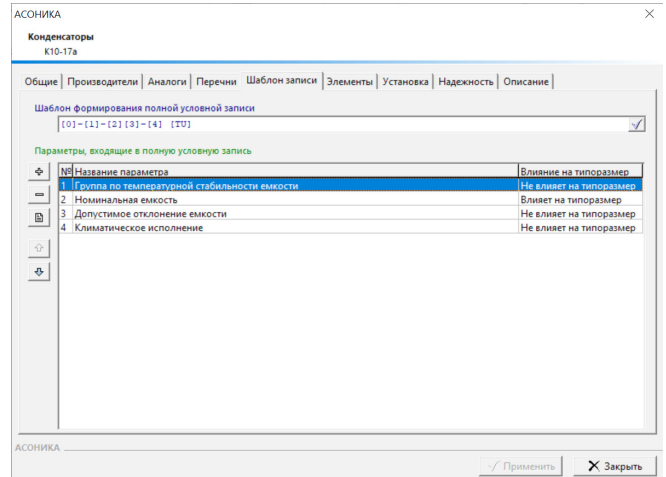 АСОНИКА
Конденсаторы
К10-17а
Общие Производители Аналоги Перечни Шаблон записи Элементы Установка Надежность Описание
Шаблон формирования полной условной записи
[0]-[1]-[2][3]-[4] [TU]
Параметры, входящие в полную условную запись
№ Название параметра Влияние на типоразмер
1 Группа по температурной стабильности емкости Не влияет на типоразмер
2 Номинальная емкость Влияет на типоразмер
3 Допустимое отклонение емкости Не влияет на типоразмер
4 Климатическое исполнение Не влияет на типоразмер
АСОНИКА
Применить Закрыть